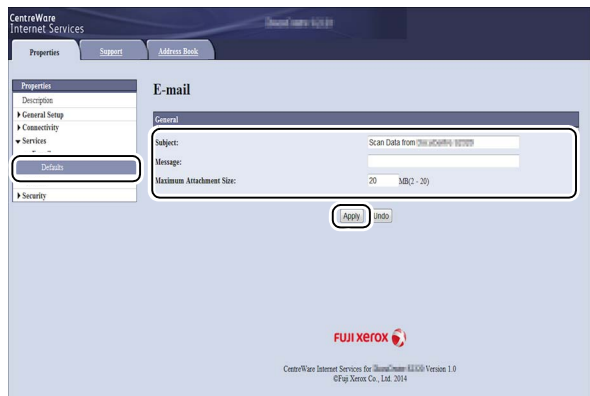 CentreWare
Internet Services
Properties Support Address Book
Properties
Description
General Setup
Connectivity
Services
Defaults
Security
E-mail
General
Subject: Scan Data from
Message:
Maximum Attachment Size: 20 MB(2 - 20)
Apply Undo
FUJI xerox
CentreWare Internet Services for Version 1.0
©Fuji Xerox Co., Ltd. 2014